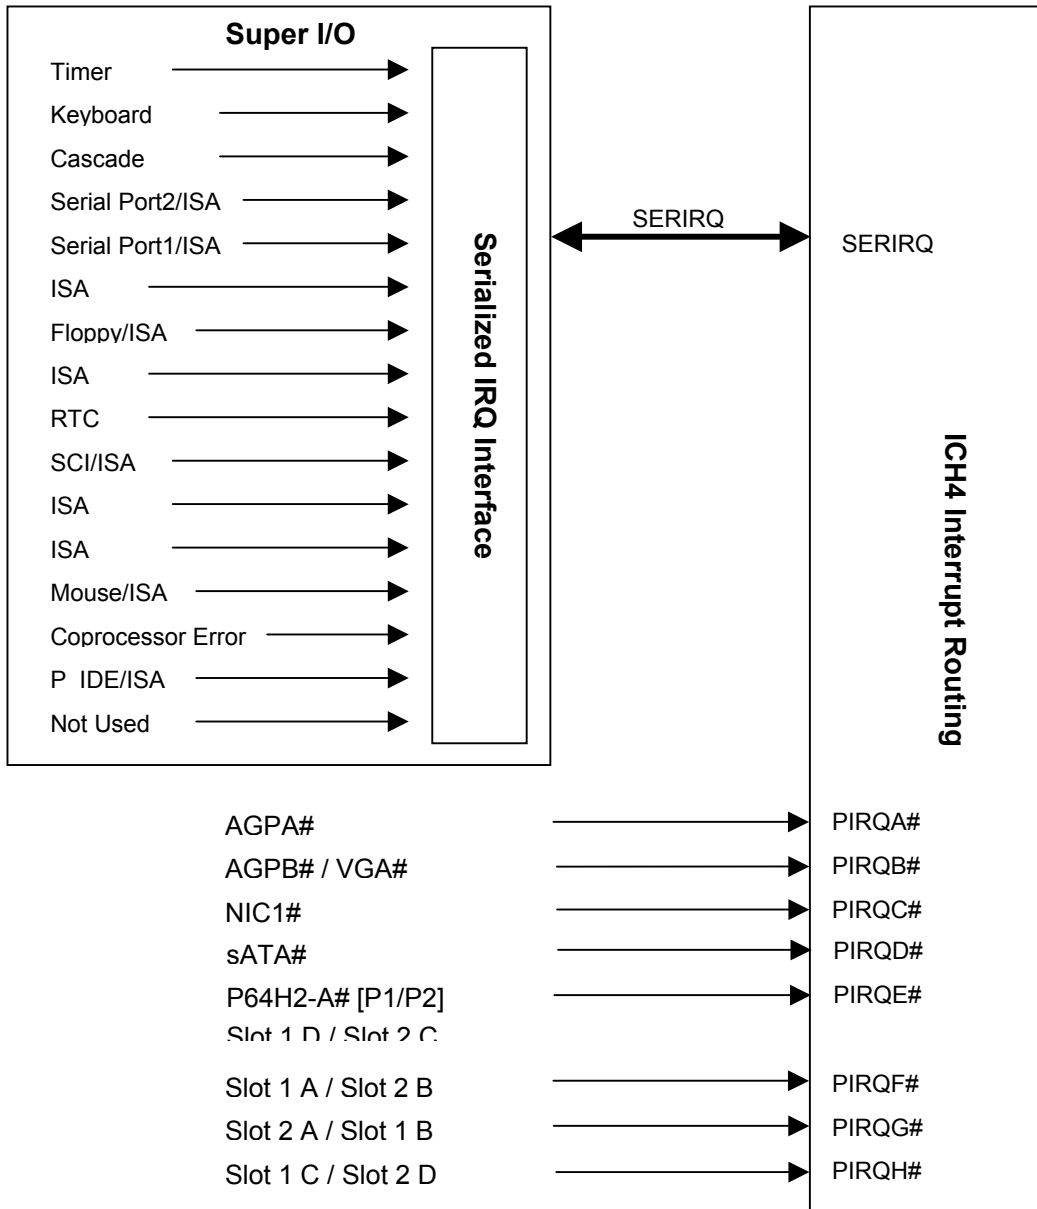 Super I/O
Timer
Keyboard
Cascade
Serial Port2/ISA
Serial Port1/ISA
ISA
Floppy/ISA
ISA
RTC
SCI/ISA
ISA
ISA
Mouse/ISA
Coprocessor Error
P IDE/ISA
Not Used
Serialized IRQ Interface
SERIRQ
SERIRQ
ICH4 Interrupt Routing
AGPA# PIRQA#
AGPB# / VGA# PIRQB#
NIC1# PIRQC#
sATA# PIRQD#
P64H2-A# [P1/P2] PIRQE#
Slot 1 D / Slot 2 C
Slot 1 A / Slot 2 B PIRQF#
Slot 2 A / Slot 1 B PIRQG#
Slot 1 C / Slot 2 D PIRQH#